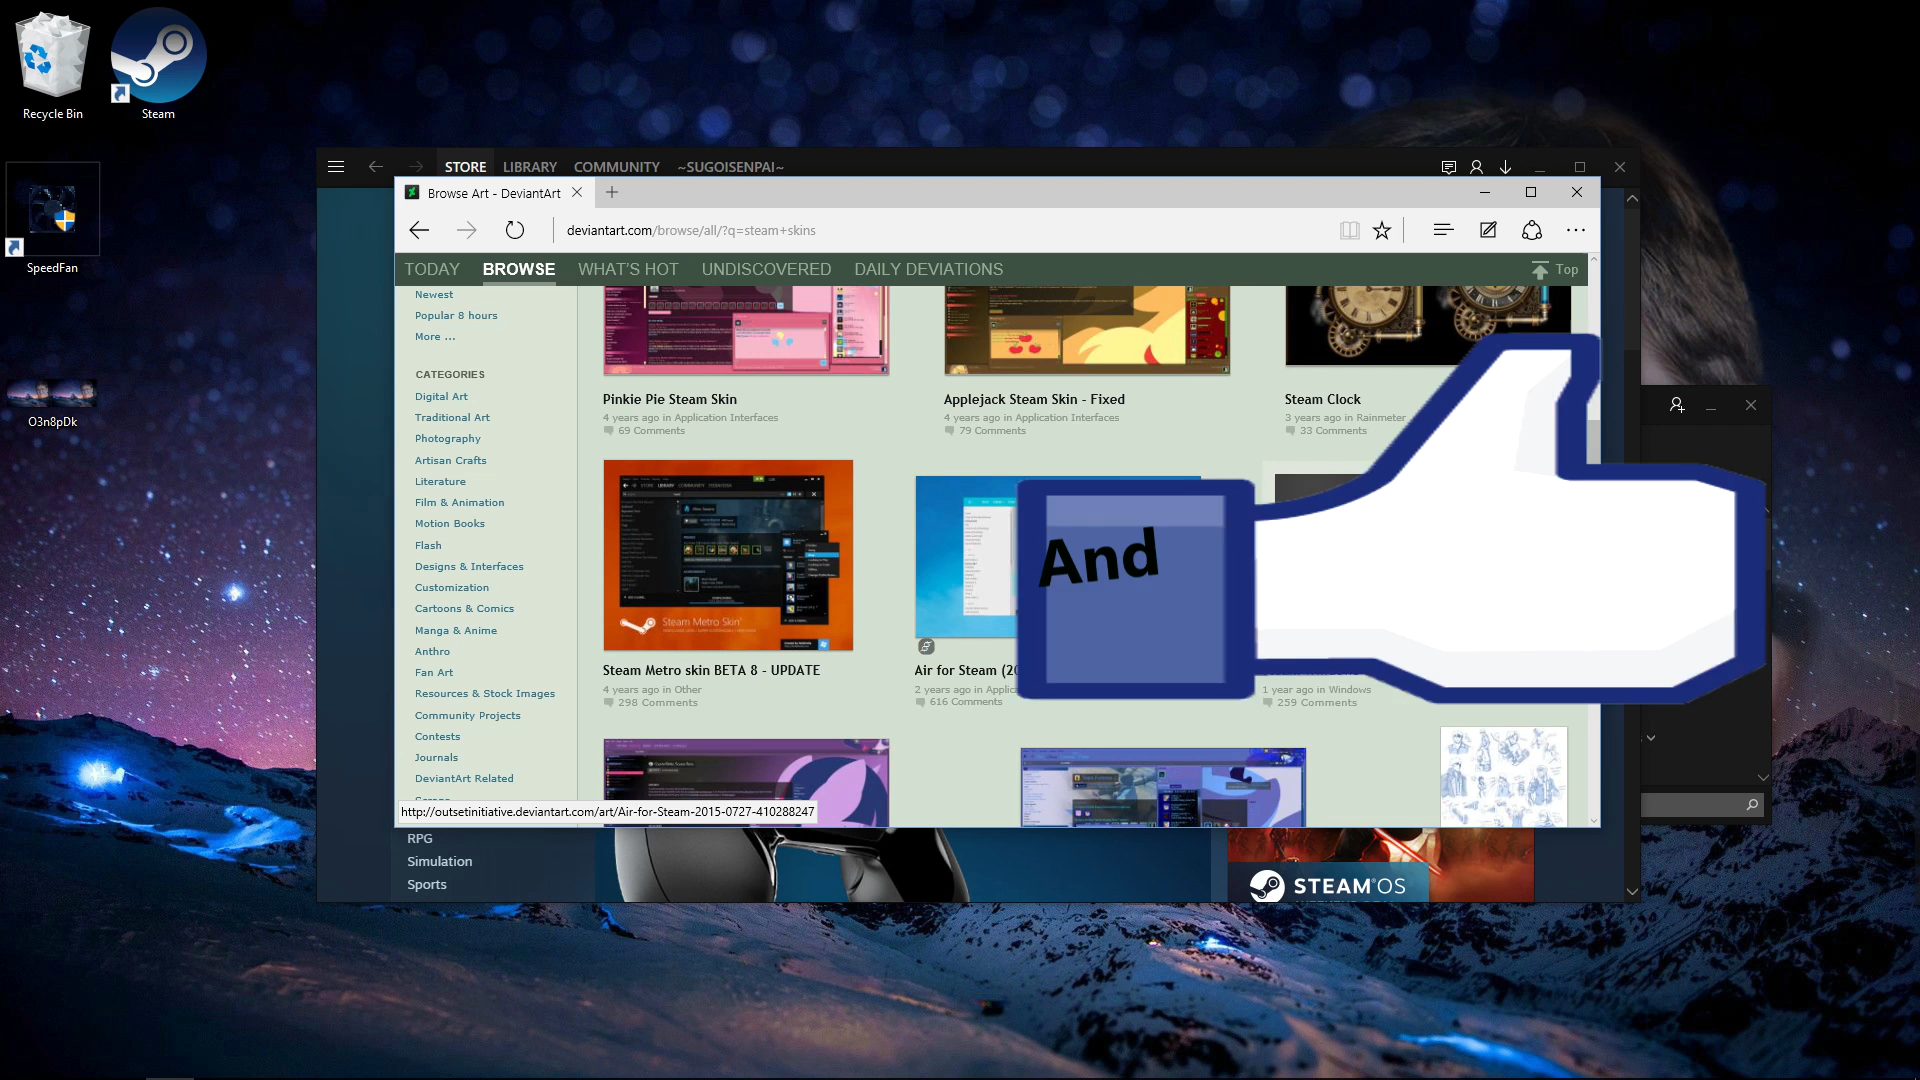 Recycle Bin
Steam
SpeedFan
O3n8pDk
STORE LIBRARY COMMUNITY ~SUGOISENPAI~
Browse Art - DeviantArt
deviantart.com/browse/all/?q=steam+skins
TODAY BROWSE WHAT'S HOT UNDISCOVERED DAILY DEVIATIONS Top
Newest
Popular 8 hours
More ...
CATEGORIES
Digital Art
Traditional Art
Photography
Artisan Crafts
Literature
Film & Animation
Motion Books
Flash
Designs & Interfaces
Customization
Cartoons & Comics
Manga & Anime
Anthro
Fan Art
Resources & Stock Images
Community Projects
Contests
Journals
DeviantArt Related
Pinkie Pie Steam Skin
4 years ago in Application Interfaces
69 Comments
Applejack Steam Skin - Fixed
4 years ago in Application Interfaces
79 Comments
Steam Clock
3 years ago in Rainmeter
33 Comments
Steam Metro Skin
Steam Metro skin BETA 8 - UPDATE
4 years ago in Other
298 Comments
Air for Steam (20
2 years ago in Applica
616 Comments
1 year ago in Windows
259 Comments
And
http://outsetinitiative.deviantart.com/art/Air-for-Steam-2015-0727-410288247
RPG
Simulation
Sports
STEAM OS